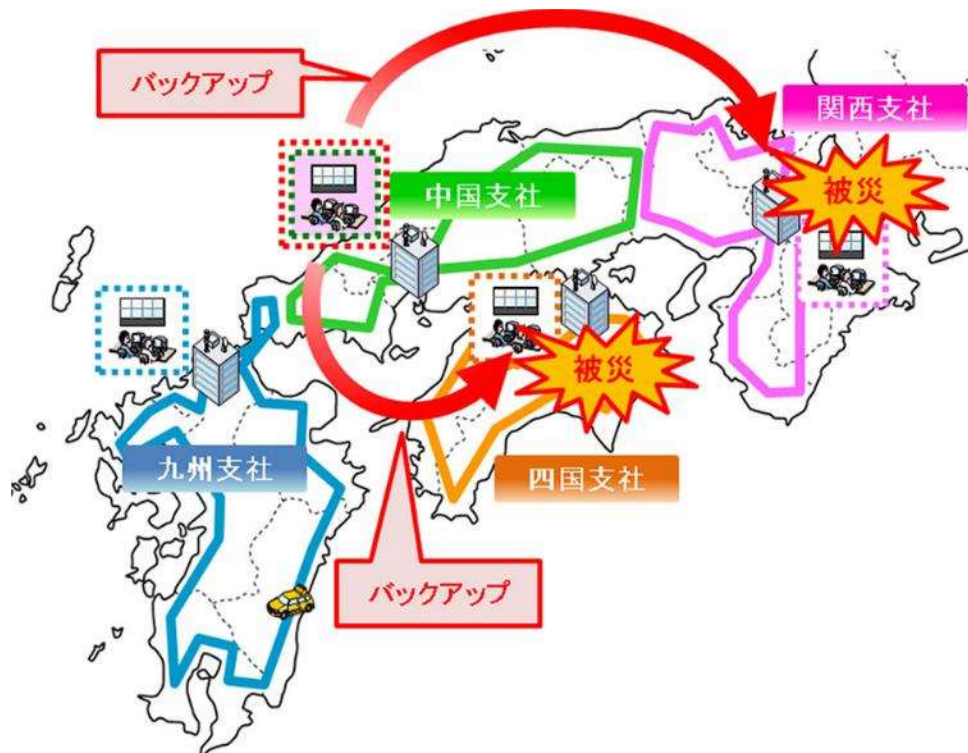 バックアップ
関西支社
被災
中国支社
被災
九州支社
四国支社
バックアップ